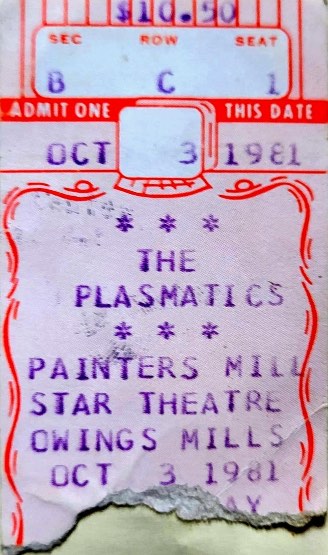 $10.50
SEC ROW SEAT
B C 1
ADMIT ONE THIS DATE
OCT 3 1981
* * *
THE
PLASMATICS
* * *
PAINTERS MILL
STAR THEATRE
OWINGS MILLS
OCT 3 1981